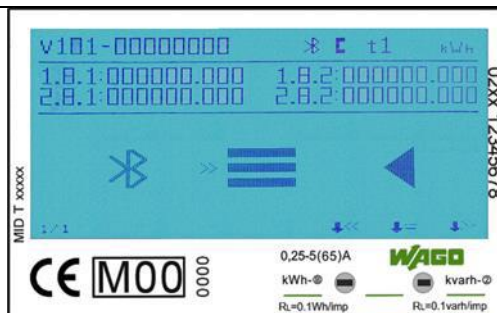 V101-00000000 C t1 kWh
1.8.1:000000.000 1.8.2:000000.000
2.8.1:000000.000 2.8.2:000000.000
>>
1/1 << = >
MID T xxxxx
02xx 12345678
CE M00 0000
0,25-5(65)A WAGO
kWh-① kvarh-②
RL=0.1Wh/imp RL=0.1varh/imp